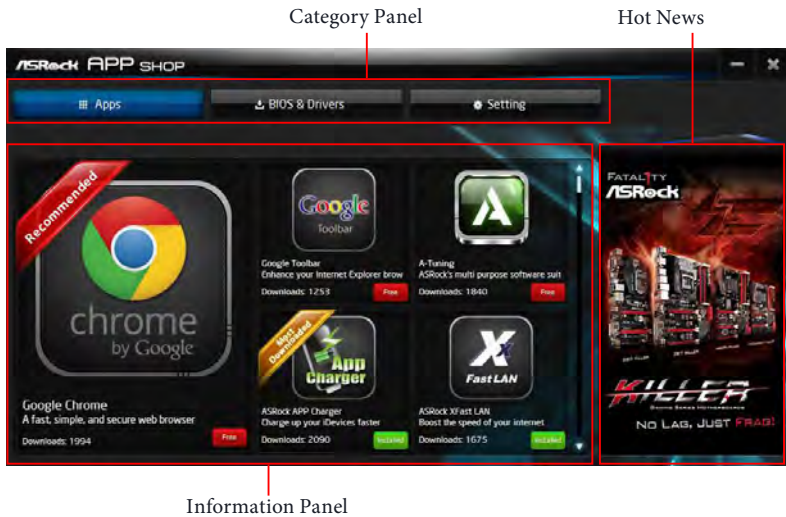 Category Panel
Hot News
ASRock APP SHOP
Apps
BIOS & Drivers
Setting
Recommended
chrome
by Google
Google Chrome
A fast, simple, and secure web browser
Downloads: 1994
Free
Google
Toolbar
Google Toolbar
Enhance your Internet Explorer brow
Downloads: 1253
Free
A-Tuning
ASRock's multi purpose software suit
Downloads: 1840
Free
Most
Downloaded
App
Charger
ASRock APP Charger
Charge up your iDevices faster
Downloads: 2090
Installed
X
Fast LAN
ASRock XFast LAN
Boost the speed of your internet
Downloads: 1675
Installed
FATAL1TY
ASRock
KILLER
NO LAG, JUST FRAG!
Information Panel